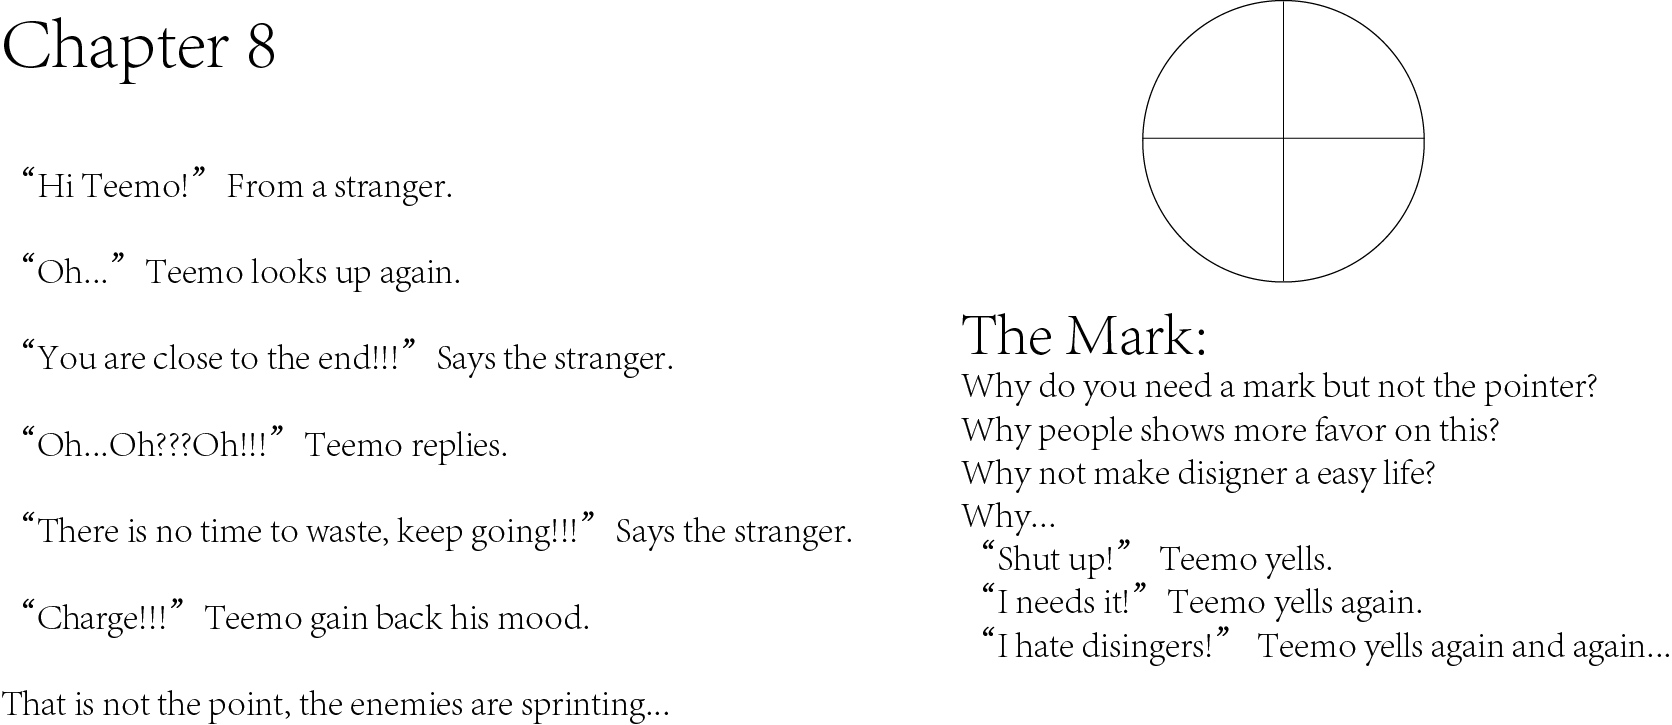 Chapter 8
“Hi Teemo!” From a stranger.
“Oh...” Teemo looks up again.
“You are close to the end!!!” Says the stranger.
“Oh...Oh???Oh!!!” Teemo replies.
“There is no time to waste, keep going!!!” Says the stranger.
“Charge!!!” Teemo gain back his mood.
That is not the point, the enemies are sprinting...
The Mark:
Why do you need a mark but not the pointer?
Why people shows more favor on this?
Why not make disigner a easy life?
Why...
“Shut up!” Teemo yells.
“I needs it!” Teemo yells again.
“I hate disingers!” Teemo yells again and again...